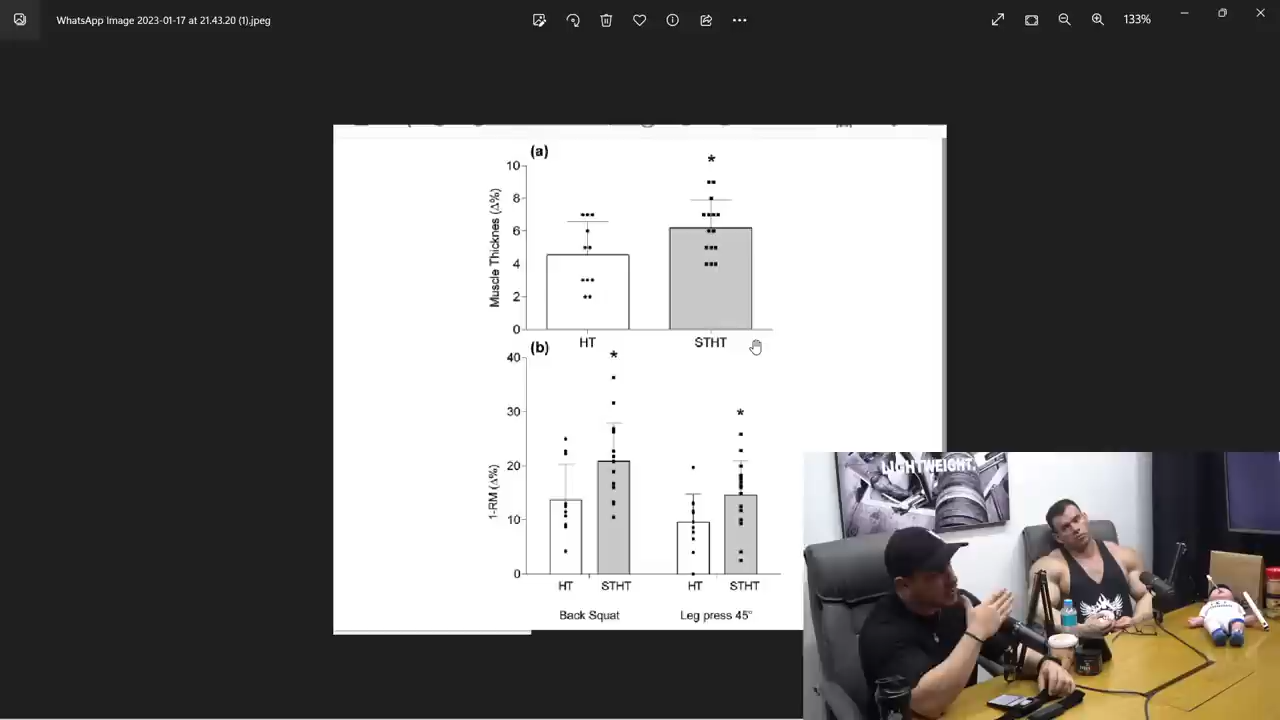 WhatsApp Image 2023-01-17 at 21.43.20 (1).jpeg
133%
(a)
Muscle Thicknes (Δ%)
10
8
6
4
2
0
*
HT
STHT
(b)
1-RM (Δ%)
40
30
20
10
0
*
*
HT
STHT
HT
STHT
Back Squat
Leg press 45°
LIGHTWEIGHT.